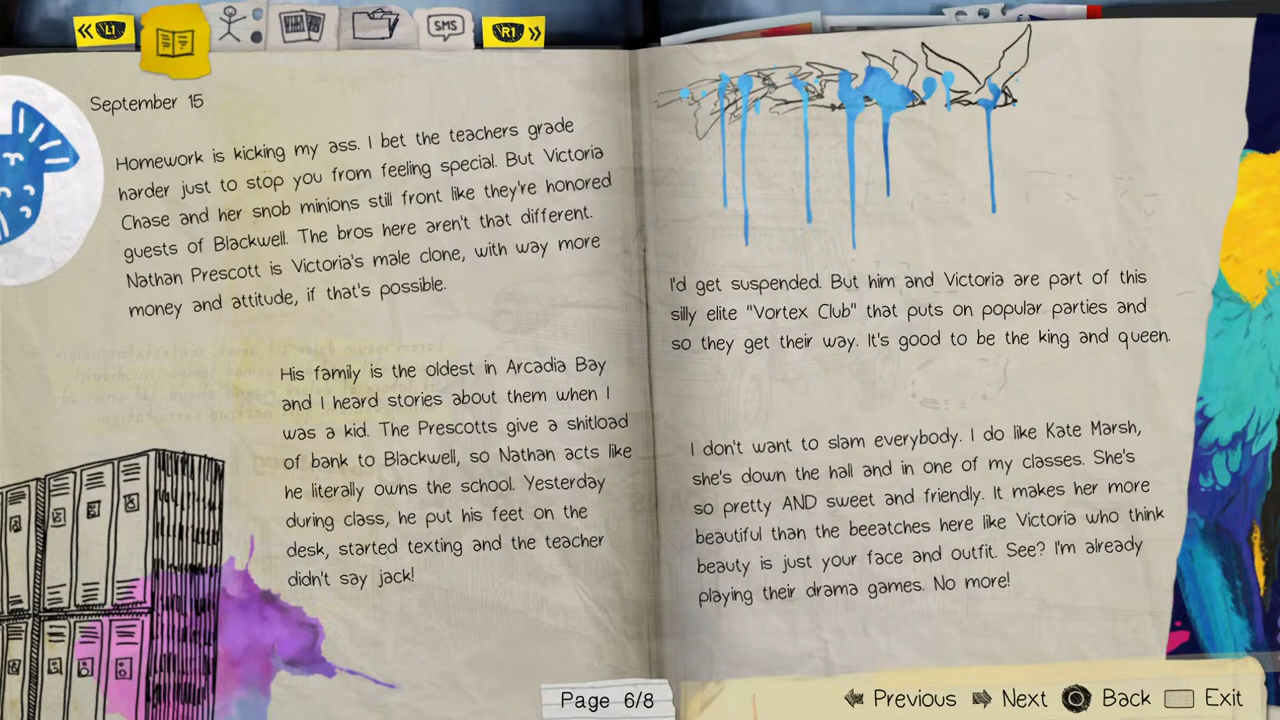 L1
SMS
R1
September 15
Homework is kicking my ass. I bet the teachers grade
harder just to stop you from feeling special. But Victoria
Chase and her snob minions still front like they're honored
guests of Blackwell. The bros here aren't that different.
Nathan Prescott is Victoria's male clone, with way more
money and attitude, if that's possible.
His family is the oldest in Arcadia Bay
and I heard stories about them when I
was a kid. The Prescotts give a shitload
of bank to Blackwell, so Nathan acts like
he literally owns the school. Yesterday
during class, he put his feet on the
desk, started texting and the teacher
didn't say jack!
I'd get suspended. But him and Victoria are part of this
silly elite "Vortex Club" that puts on popular parties and
so they get their way. It's good to be the king and queen.
I don't want to slam everybody. I do like Kate Marsh,
she's down the hall and in one of my classes. She's
so pretty AND sweet and friendly. It makes her more
beautiful than the beeatches here like Victoria who think
beauty is just your face and outfit. See? I'm already
playing their drama games. No more!
Page 6/8
Previous Next Back Exit